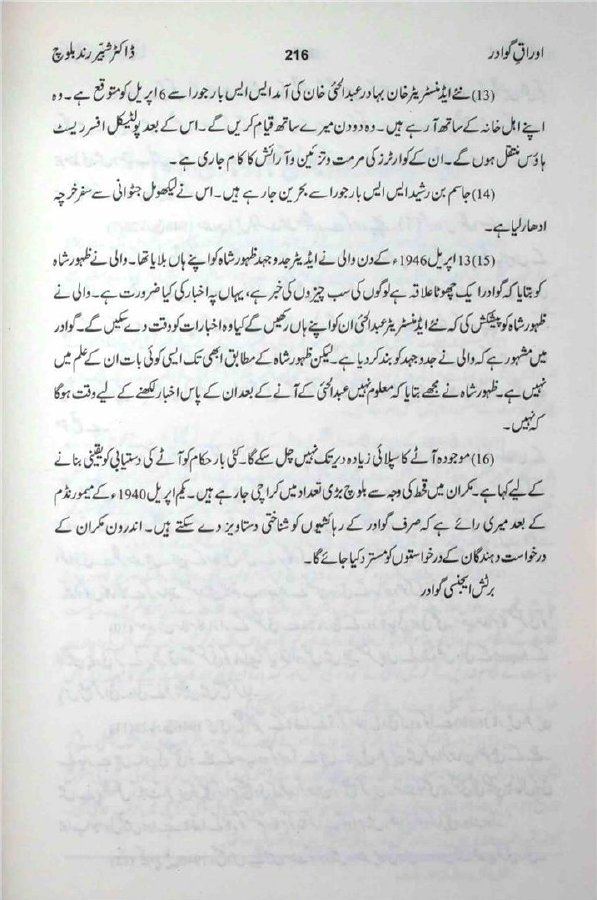 اوراقِ گوادر 216 ڈاکٹر شبیر رند بلوچ
(13) نئے ایڈمنسٹریٹر خان بہادر عبدالحئی خان کی آمد ایس ایس بارجورا سے 6 اپریل کو متوقع ہے۔ وہ
اپنے اہل خانہ کے ساتھ آ رہے ہیں۔ وہ دو دن میرے ساتھ قیام کریں گے۔ اس کے بعد پولٹیکل افسر ریسٹ
ہاؤس منتقل ہوں گے۔ ان کے کوارٹرز کی مرمت و تزئین و آرائش کا کام جاری ہے۔
(14) جاسم بن رشید ایس ایس بارجورا سے بحرین جا رہے ہیں۔ اس نے لیکھومل جٹوانی سے سفر خرچہ
ادھار لیا ہے۔
(15) 13 اپریل 1946ء کے دن والی نے ایڈیٹر جدوجہد ظہور شاہ کو اپنے ہاں بلایا تھا۔ والی نے ظہور شاہ
کو بتایا کہ گوادر ایک چھوٹا علاقہ ہے لوگوں کی سب چیزوں کی خبر ہے، یہاں پہ اخبار کی کیا ضرورت ہے۔ والی نے
ظہور شاہ کو پیشکش کی کہ نئے ایڈمنسٹریٹر عبدالحئی ان کو اپنے ہاں رکھیں گے کیا وہ اخبارات کو وقت دے سکیں گے۔ گوادر
میں مشہور ہے کہ والی نے جدوجہد کو بند کر دیا ہے۔ لیکن ظہور شاہ کے مطابق ابھی تک ایسی کوئی بات ان کے علم میں
نہیں ہے۔ ظہور شاہ نے مجھے بتایا کہ معلوم نہیں عبدالحئی کے آنے کے بعد ان کے پاس اخبار لکھنے کے لیے وقت ہوگا
کہ نہیں۔
(16) موجودہ آٹے کا سپلائی زیادہ دیر تک نہیں چل سکے گا۔ کئی بار حکام کو آٹے کی دستیابی کو یقینی بنانے
کے لیے کہا ہے۔ مکران میں قحط کی وجہ سے بلوچ بڑی تعداد میں کراچی جا رہے ہیں۔ یکم اپریل 1940ء کے میمورنڈم
کے بعد میری رائے ہے کہ صرف گوادر کے رہائشیوں کو شناختی دستاویز دے سکتے ہیں۔ اندرون مکران کے
درخواست دہندگان کے درخواستوں کو مسترد کیا جائے گا۔
برٹش ایجنسی گوادر